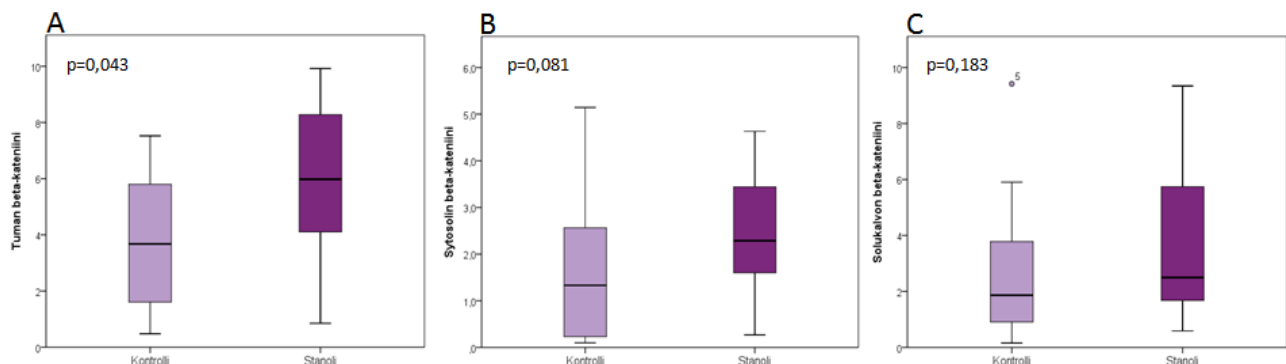 A
p=0,043
Tuman beta-kateniini
10
8
6
4
2
0
Kontrolli
Stanoli
B
p=0,081
Sytosolin beta-kateniini
6,0
5,0
4,0
3,0
2,0
1,0
,0
Kontrolli
Stanoli
C
p=0,183
5
Solukalvon beta-kateniini
10
8
6
4
2
0
Kontrolli
Stanoli